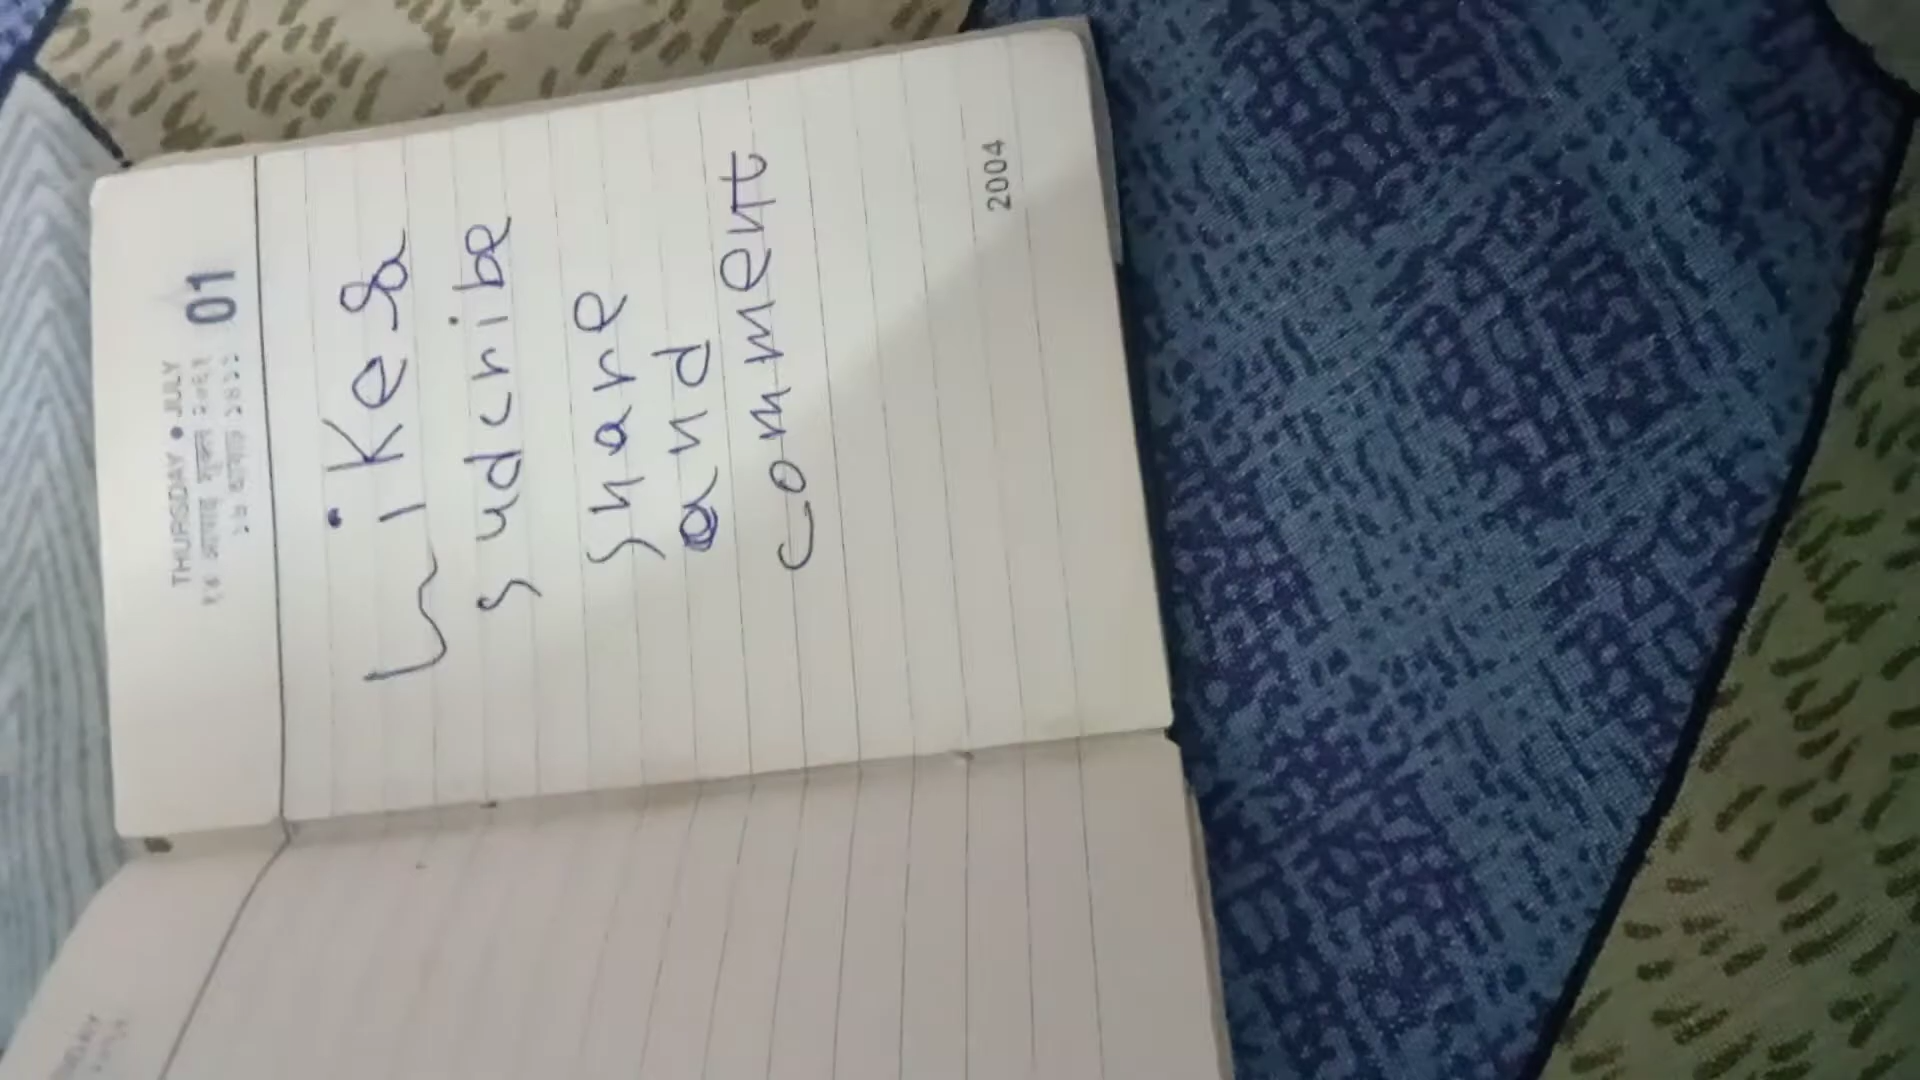 THURSDAY • JULY 01
Like &
sudcribe
share
and
comment
2004